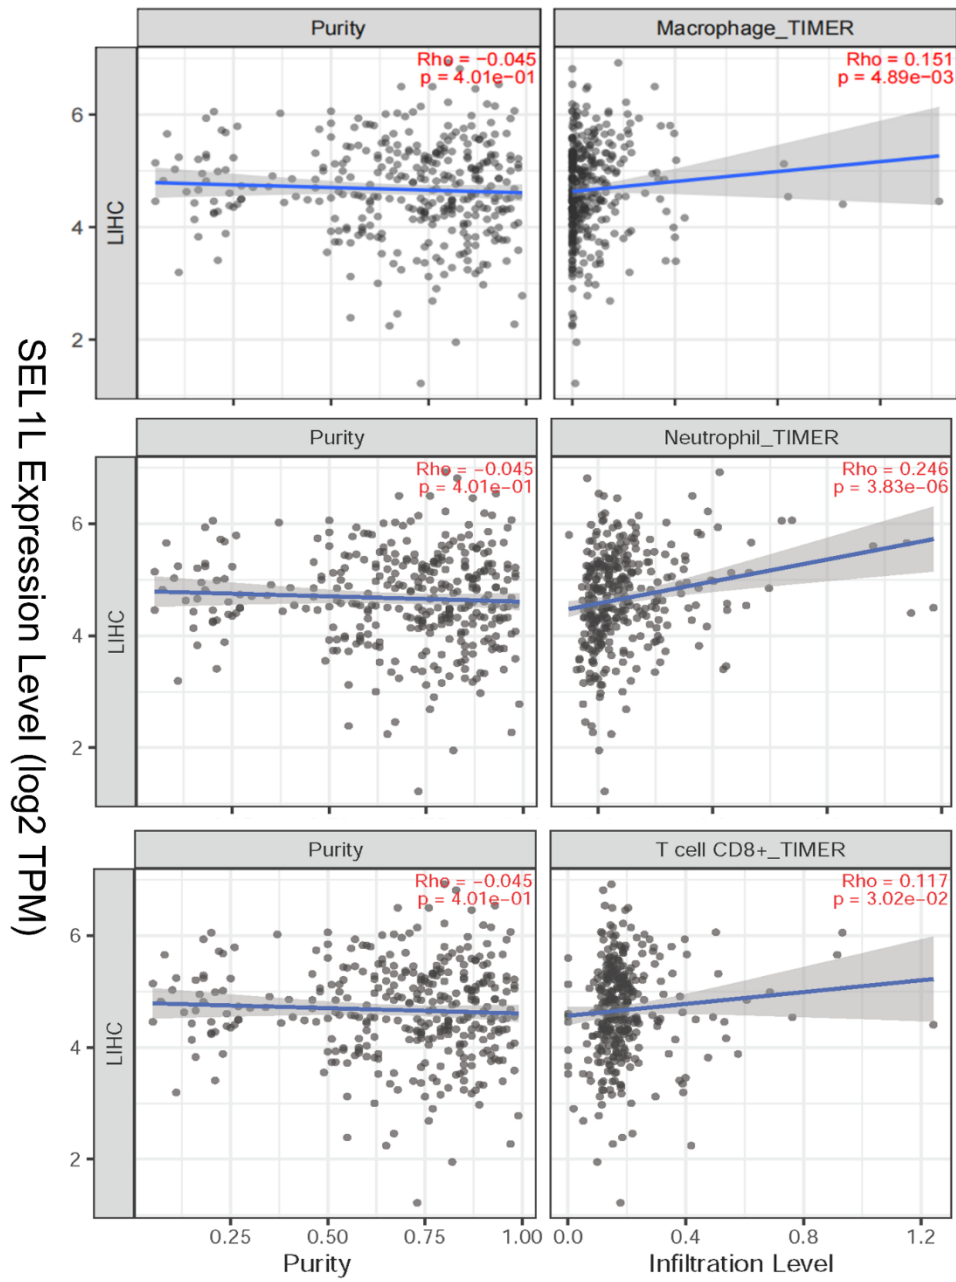 SEL1L Expression Level (log2 TPM)
Purity
Macrophage_TIMER
LIHC
Rho = −0.045
p = 4.01e−01
Rho = 0.151
p = 4.89e−03
6
4
2
Purity
Neutrophil_TIMER
LIHC
Rho = −0.045
p = 4.01e−01
Rho = 0.246
p = 3.83e−06
6
4
2
Purity
T cell CD8+_TIMER
LIHC
Rho = −0.045
p = 4.01e−01
Rho = 0.117
p = 3.02e−02
6
4
2
0.25 0.50 0.75 1.00
0.0 0.4 0.8 1.2
Purity
Infiltration Level